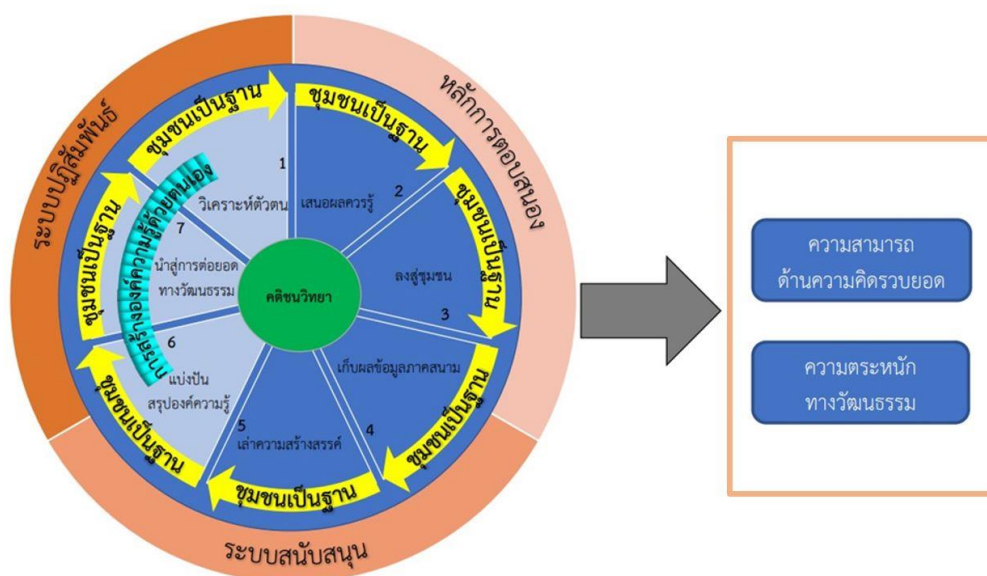 ระบบปฏิสัมพันธ์
หลักการตอบสนอง
ระบบสนับสนุน
ชุมชนเป็นฐาน
ชุมชนเป็นฐาน
ชุมชนเป็นฐาน
ชุมชนเป็นฐาน
ชุมชนเป็นฐาน
ชุมชนเป็นฐาน
ชุมชนเป็นฐาน
การสร้างองค์ความรู้ด้วยตนเอง
1
วิเคราะห์ตัวตน
2
เสนอผลควรรู้
3
ลงสู่ชุมชน
4
เก็บผลข้อมูลภาคสนาม
5
เล่าความสร้างสรรค์
6
แบ่งปัน
สรุปองค์ความรู้
7
นำสู่การต่อยอด
ทางวัฒนธรรม
คติชนวิทยา
ความสามารถ
ด้านความคิดรวบยอด
ความตระหนัก
ทางวัฒนธรรม